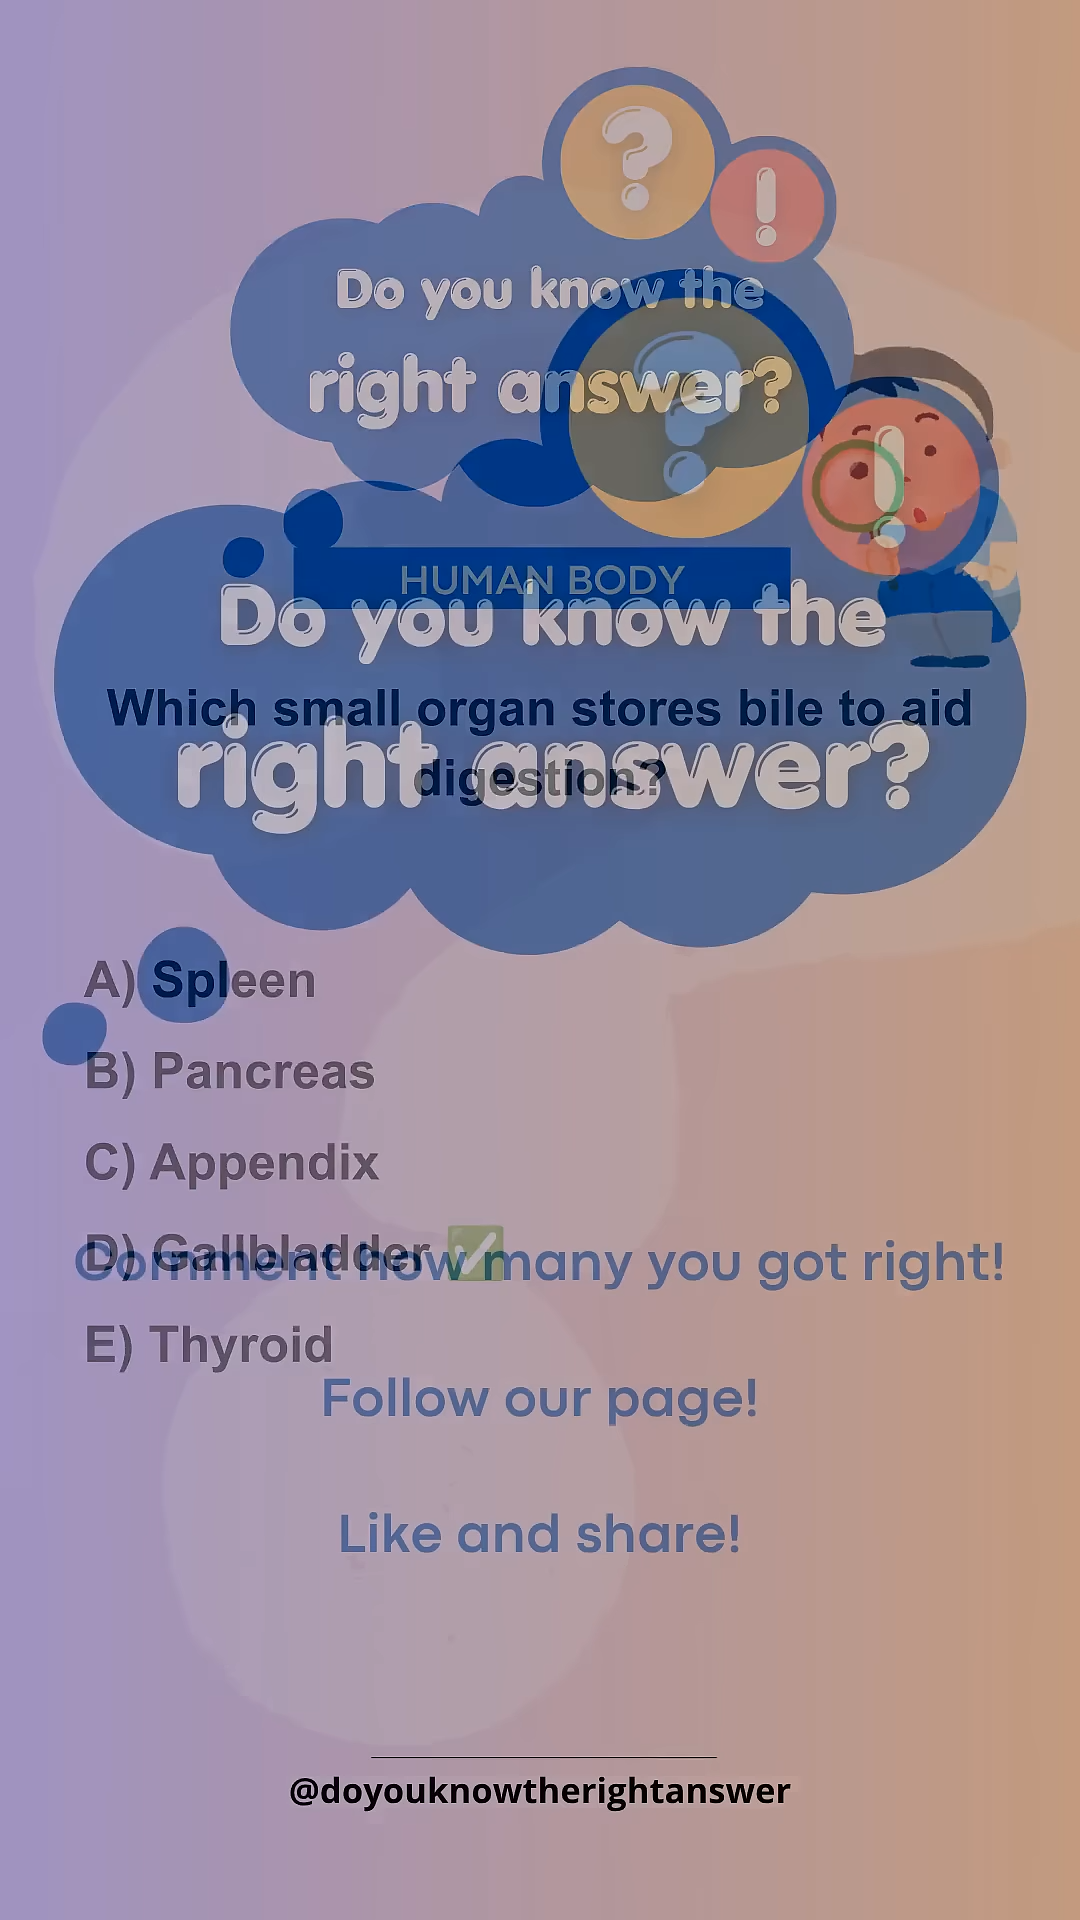 Do you know the
right answer?
HUMAN BODY
Do you know the
Which small organ stores bile to aid
right answer?
digestion?
A) Spleen
B) Pancreas
C) Appendix
D) Gallbladder ✅
Comment how many you got right!
E) Thyroid
Follow our page!
Like and share!
@doyouknowtherightanswer